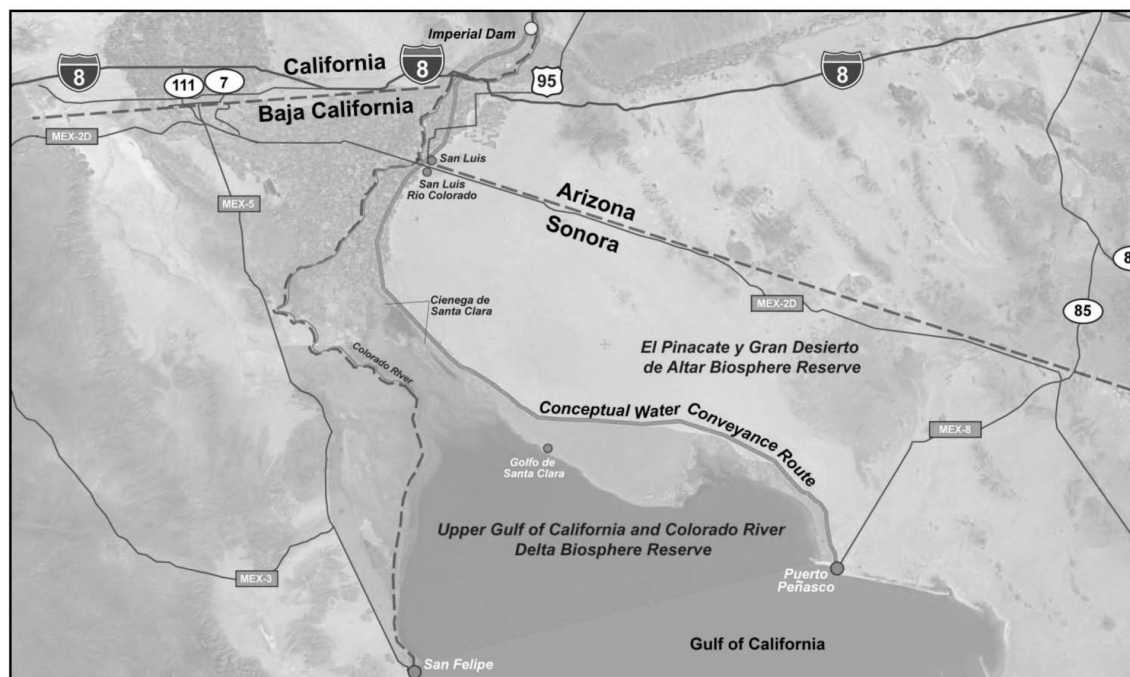 Imperial Dam
California
8
8
95
8
111
7
Baja California
MEX-2D
San Luis
San Luis
Rio Colorado
MEX-5
Arizona
Sonora
8
Cienega de
Santa Clara
MEX-2D
85
El Pinacate y Gran Desierto
de Altar Biosphere Reserve
Colorado River
Conceptual Water Conveyance Route
MEX-8
Golfo de
Santa Clara
Upper Gulf of California and Colorado River
Delta Biosphere Reserve
Puerto
Peñasco
MEX-3
Gulf of California
San Felipe